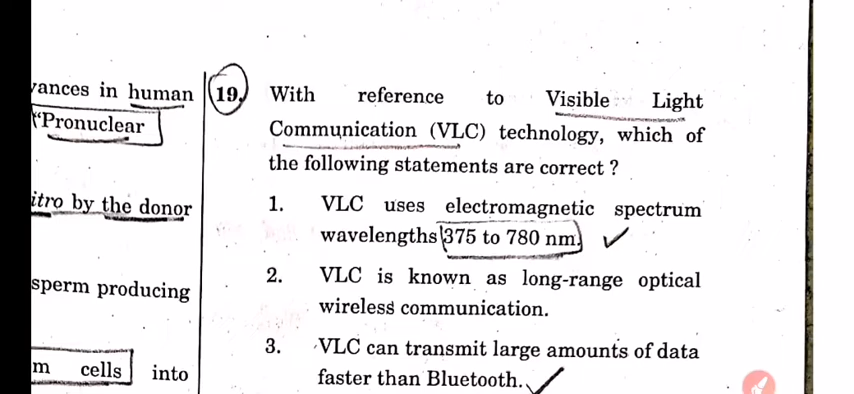 vances in human
"Pronuclear
itro by the donor
sperm producing
m cells into
19. With reference to Visible Light
Communication (VLC) technology, which of
the following statements are correct ?
1. VLC uses electromagnetic spectrum
wavelengths 375 to 780 nm.
2. VLC is known as long-range optical
wireless communication.
3. VLC can transmit large amounts of data
faster than Bluetooth.